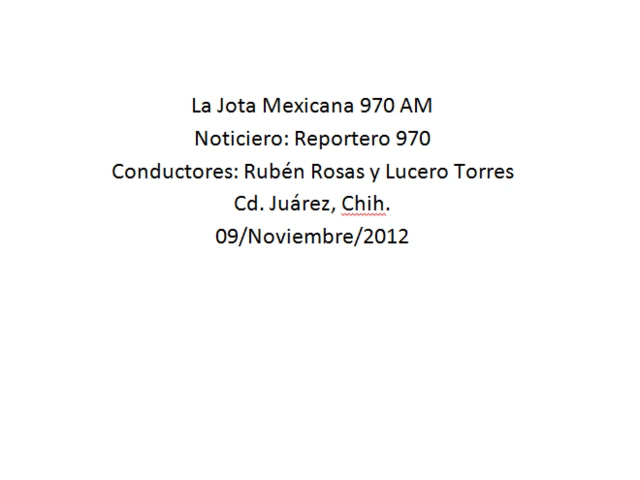 La Jota Mexicana 970 AM
Noticiero: Reportero 970
Conductores: Rubén Rosas y Lucero Torres
Cd. Juárez, Chih.
09/Noviembre/2012